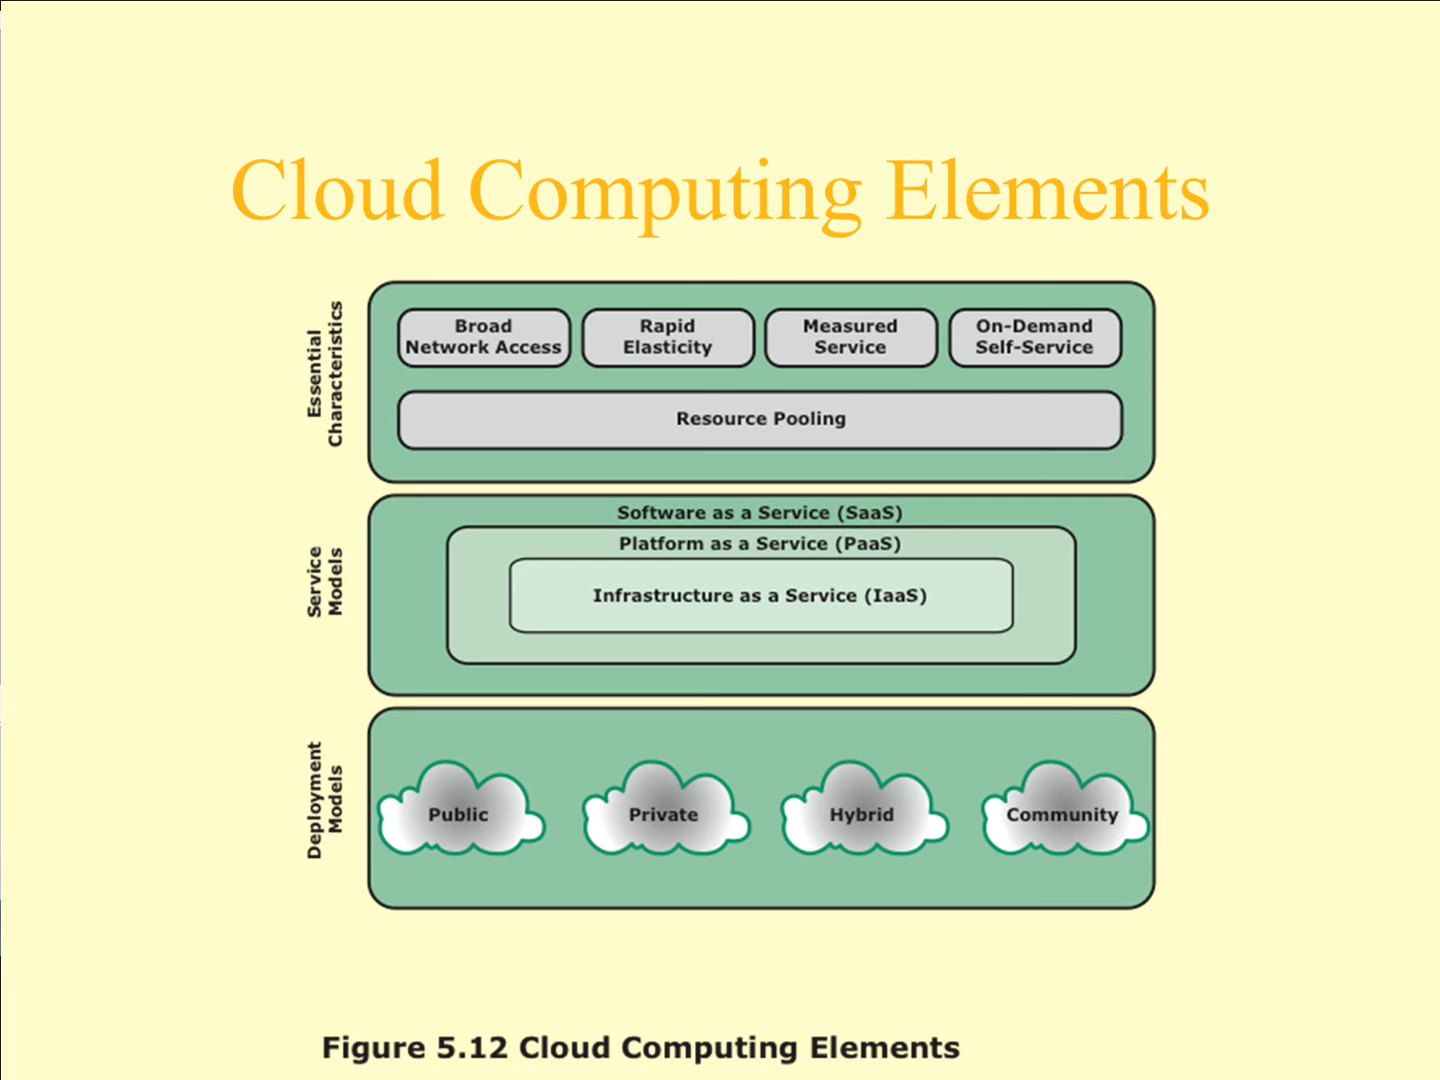 Cloud Computing Elements
Essential
Characteristics
Broad
Network Access
Rapid
Elasticity
Measured
Service
On-Demand
Self-Service
Resource Pooling
Service
Models
Software as a Service (SaaS)
Platform as a Service (PaaS)
Infrastructure as a Service (IaaS)
Deployment
Models
Public
Private
Hybrid
Community
Figure 5.12 Cloud Computing Elements